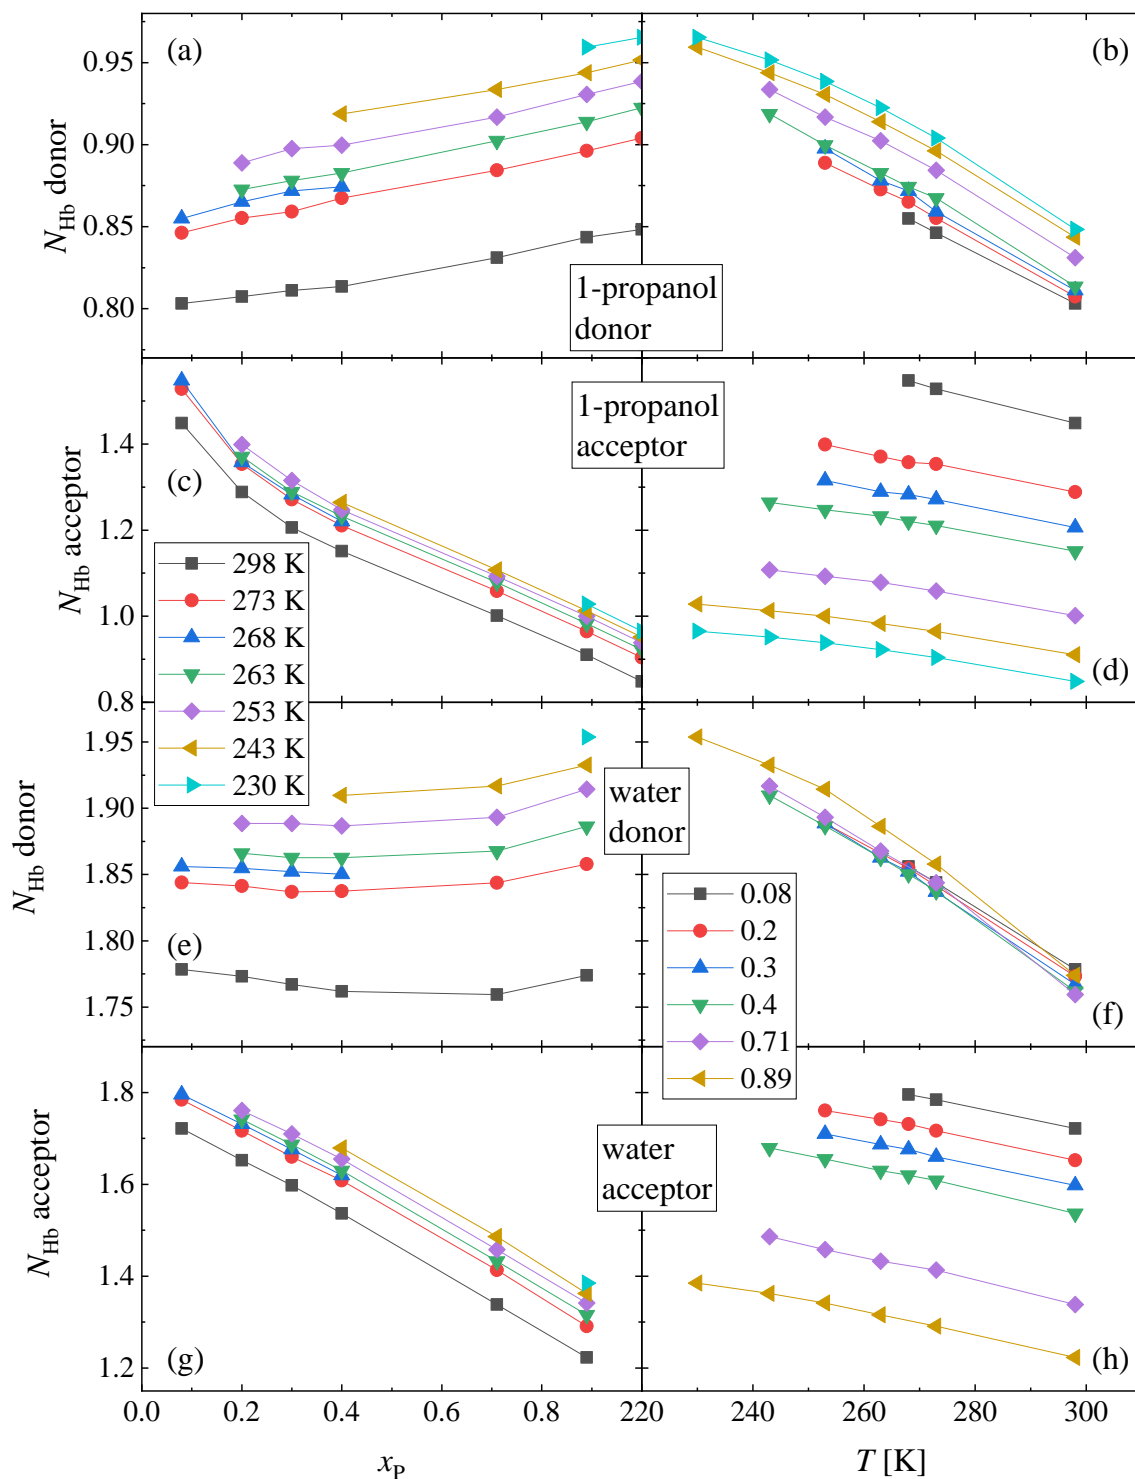 (a)
(b)
0.95
0.90
0.85
0.80
N_Hb donor
1-propanol
donor
1-propanol
acceptor
1.4
1.2
1.0
0.8
N_Hb acceptor
(c)
(d)
298 K
273 K
268 K
263 K
253 K
243 K
230 K
1.95
1.90
1.85
1.80
1.75
N_Hb donor
water
donor
(e)
(f)
0.08
0.2
0.3
0.4
0.71
0.89
1.8
1.6
1.4
1.2
N_Hb acceptor
water
acceptor
(g)
(h)
0.0 0.2 0.4 0.6 0.8 220 240 260 280 300
x_P
T [K]